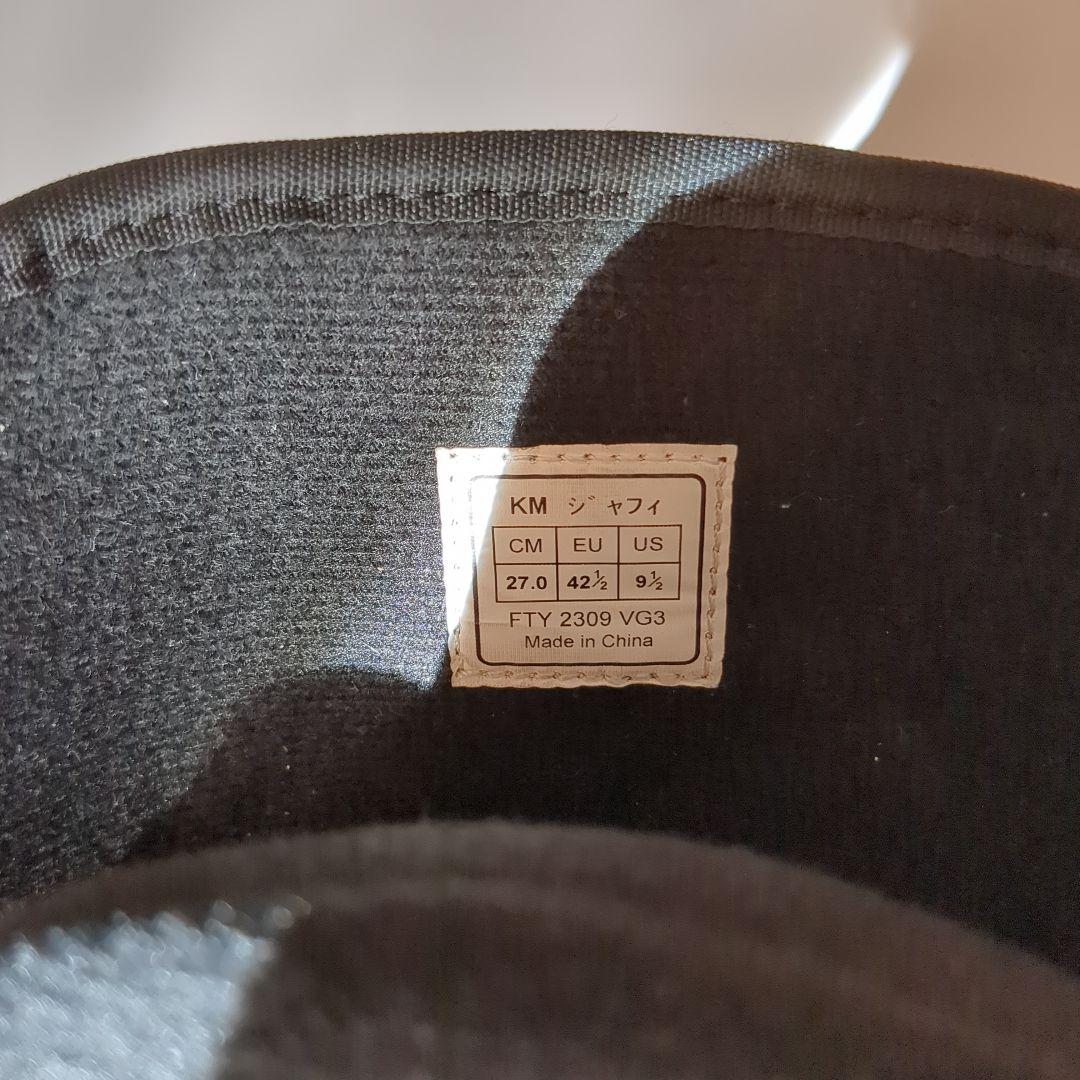 KM ジャフィ
CM EU US
27.0 42½ 9½
FTY 2309 VG3
Made in China